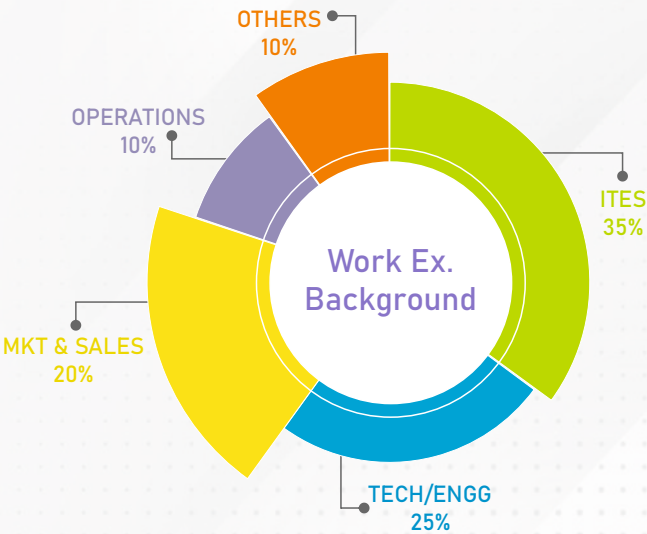 OTHERS
10%
OPERATIONS
10%
ITES
35%
Work Ex.
Background
MKT & SALES
20%
TECH/ENGG
25%